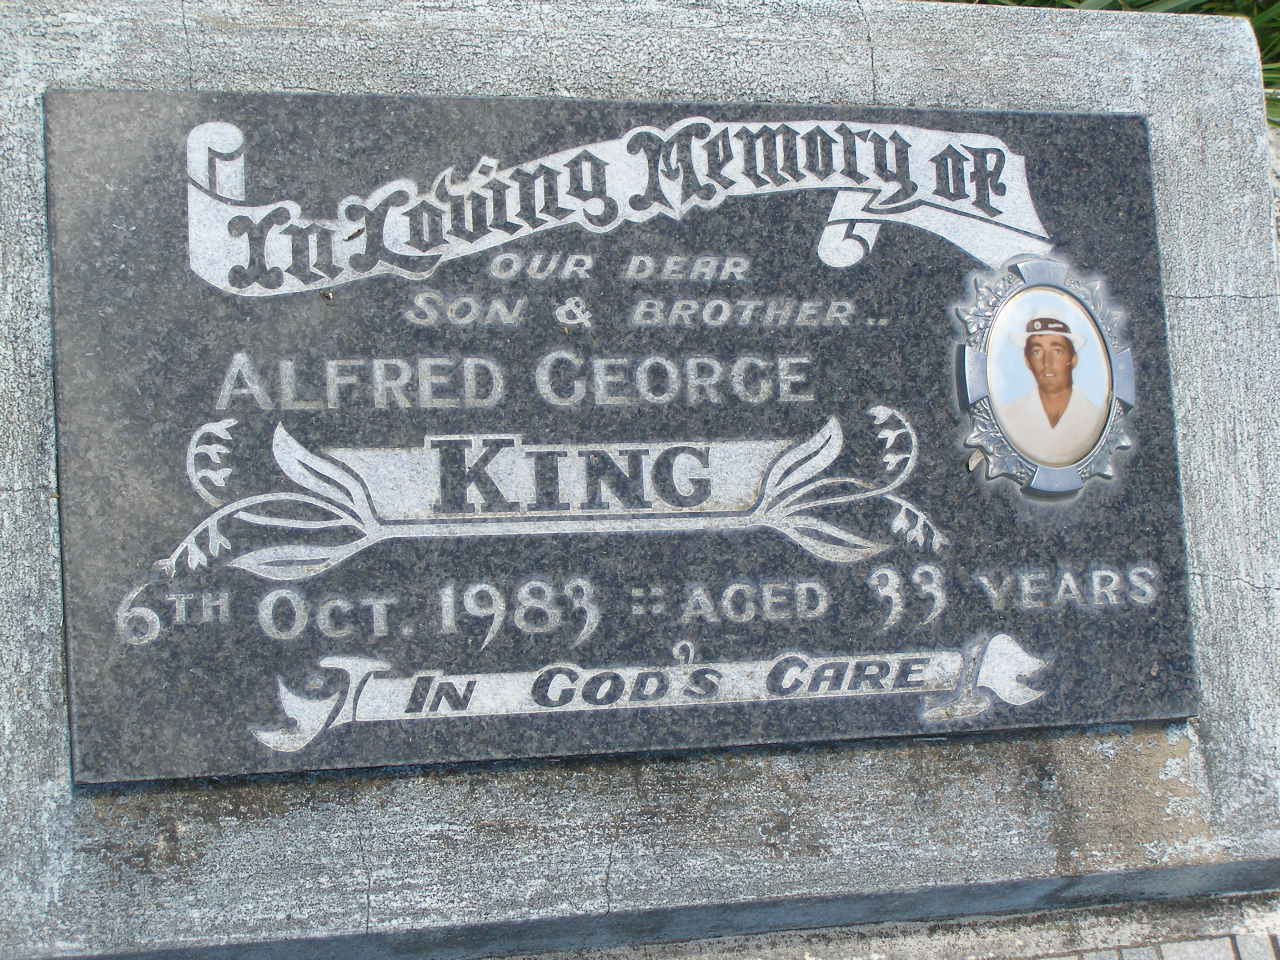 In Loving Memory of
OUR DEAR
SON & BROTHER..
ALFRED GEORGE
KING
6TH OCT. 1983 :: AGED 33 YEARS
IN GOD'S CARE